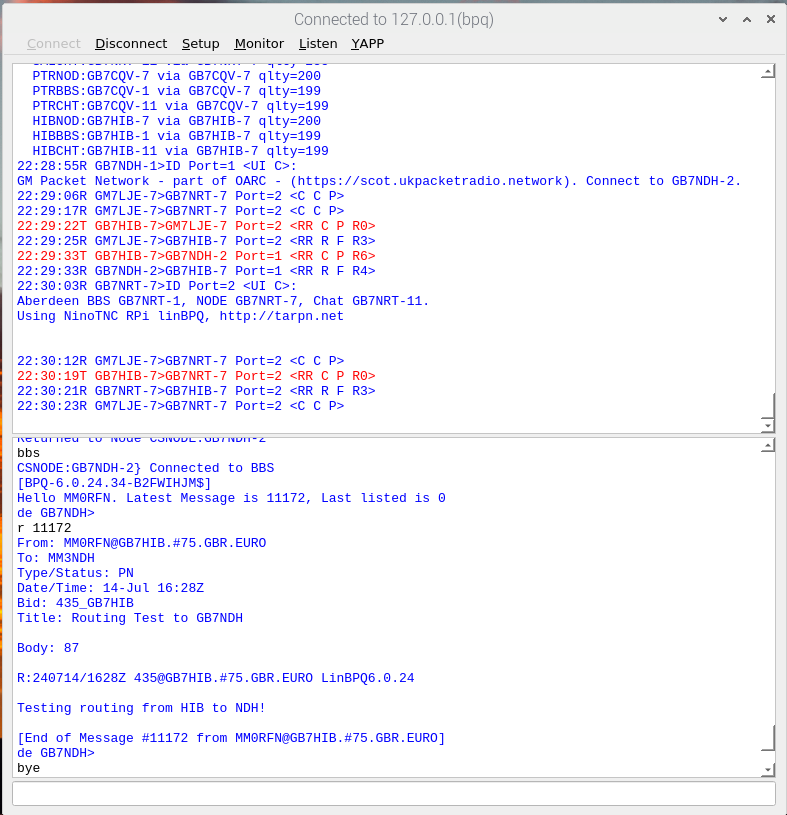 Connected to 127.0.0.1(bpq)
Connect Disconnect Setup Monitor Listen YAPP
PTRNOD:GB7CQV-7 via GB7CQV-7 qlty=200
PTRBBS:GB7CQV-1 via GB7CQV-7 qlty=199
PTRCHT:GB7CQV-11 via GB7CQV-7 qlty=199
HIBNOD:GB7HIB-7 via GB7HIB-7 qlty=200
HIBBBS:GB7HIB-1 via GB7HIB-7 qlty=199
HIBCHT:GB7HIB-11 via GB7HIB-7 qlty=199
22:28:55R GB7NDH-1>ID Port=1 <UI C>:
GM Packet Network - part of OARC - (https://scot.ukpacketradio.network). Connect to GB7NDH-2.
22:29:06R GM7LJE-7>GB7NRT-7 Port=2 <C C P>
22:29:17R GM7LJE-7>GB7NRT-7 Port=2 <C C P>
22:29:22T GB7HIB-7>GM7LJE-7 Port=2 <RR C P R0>
22:29:25R GM7LJE-7>GB7HIB-7 Port=2 <RR R F R3>
22:29:33T GB7HIB-7>GB7NDH-2 Port=1 <RR C P R6>
22:29:33R GB7NDH-2>GB7HIB-7 Port=1 <RR R F R4>
22:30:03R GB7NRT-7>ID Port=2 <UI C>:
Aberdeen BBS GB7NRT-1, NODE GB7NRT-7, Chat GB7NRT-11.
Using NinoTNC RPi linBPQ, http://tarpn.net
22:30:12R GM7LJE-7>GB7NRT-7 Port=2 <C C P>
22:30:19T GB7HIB-7>GB7NRT-7 Port=2 <RR C P R0>
22:30:21R GB7NRT-7>GB7HIB-7 Port=2 <RR R F R3>
22:30:23R GM7LJE-7>GB7NRT-7 Port=2 <C C P>
Returned to Node CSNODE:GB7NDH-2
bbs
CSNODE:GB7NDH-2} Connected to BBS
[BPQ-6.0.24.34-B2FWIHJM$]
Hello MM0RFN. Latest Message is 11172, Last listed is 0
de GB7NDH>
r 11172
From: MM0RFN@GB7HIB.#75.GBR.EURO
To: MM3NDH
Type/Status: PN
Date/Time: 14-Jul 16:28Z
Bid: 435_GB7HIB
Title: Routing Test to GB7NDH
Body: 87
R:240714/1628Z 435@GB7HIB.#75.GBR.EURO LinBPQ6.0.24
Testing routing from HIB to NDH!
[End of Message #11172 from MM0RFN@GB7HIB.#75.GBR.EURO]
de GB7NDH>
bye